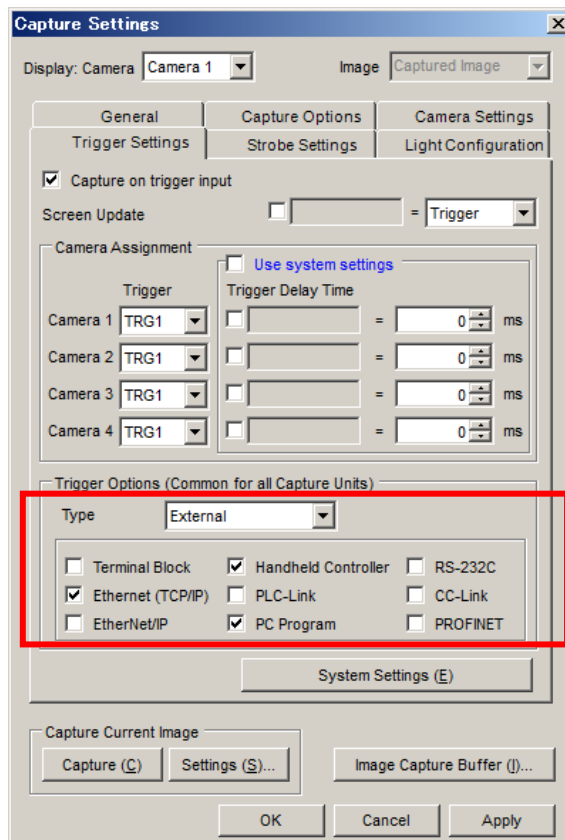 Capture Settings
Display: Camera Camera 1 Image Captured Image
General Capture Options Camera Settings
Trigger Settings Strobe Settings Light Configuration
Capture on trigger input
Screen Update = Trigger
Camera Assignment
Use system settings
Trigger Trigger Delay Time
Camera 1 TRG1 = 0 ms
Camera 2 TRG1 = 0 ms
Camera 3 TRG1 = 0 ms
Camera 4 TRG1 = 0 ms
Trigger Options (Common for all Capture Units)
Type External
Terminal Block Handheld Controller RS-232C
Ethernet (TCP/IP) PLC-Link CC-Link
EtherNet/IP PC Program PROFINET
System Settings (E)
Capture Current Image
Capture (C) Settings (S)... Image Capture Buffer (I)...
OK Cancel Apply